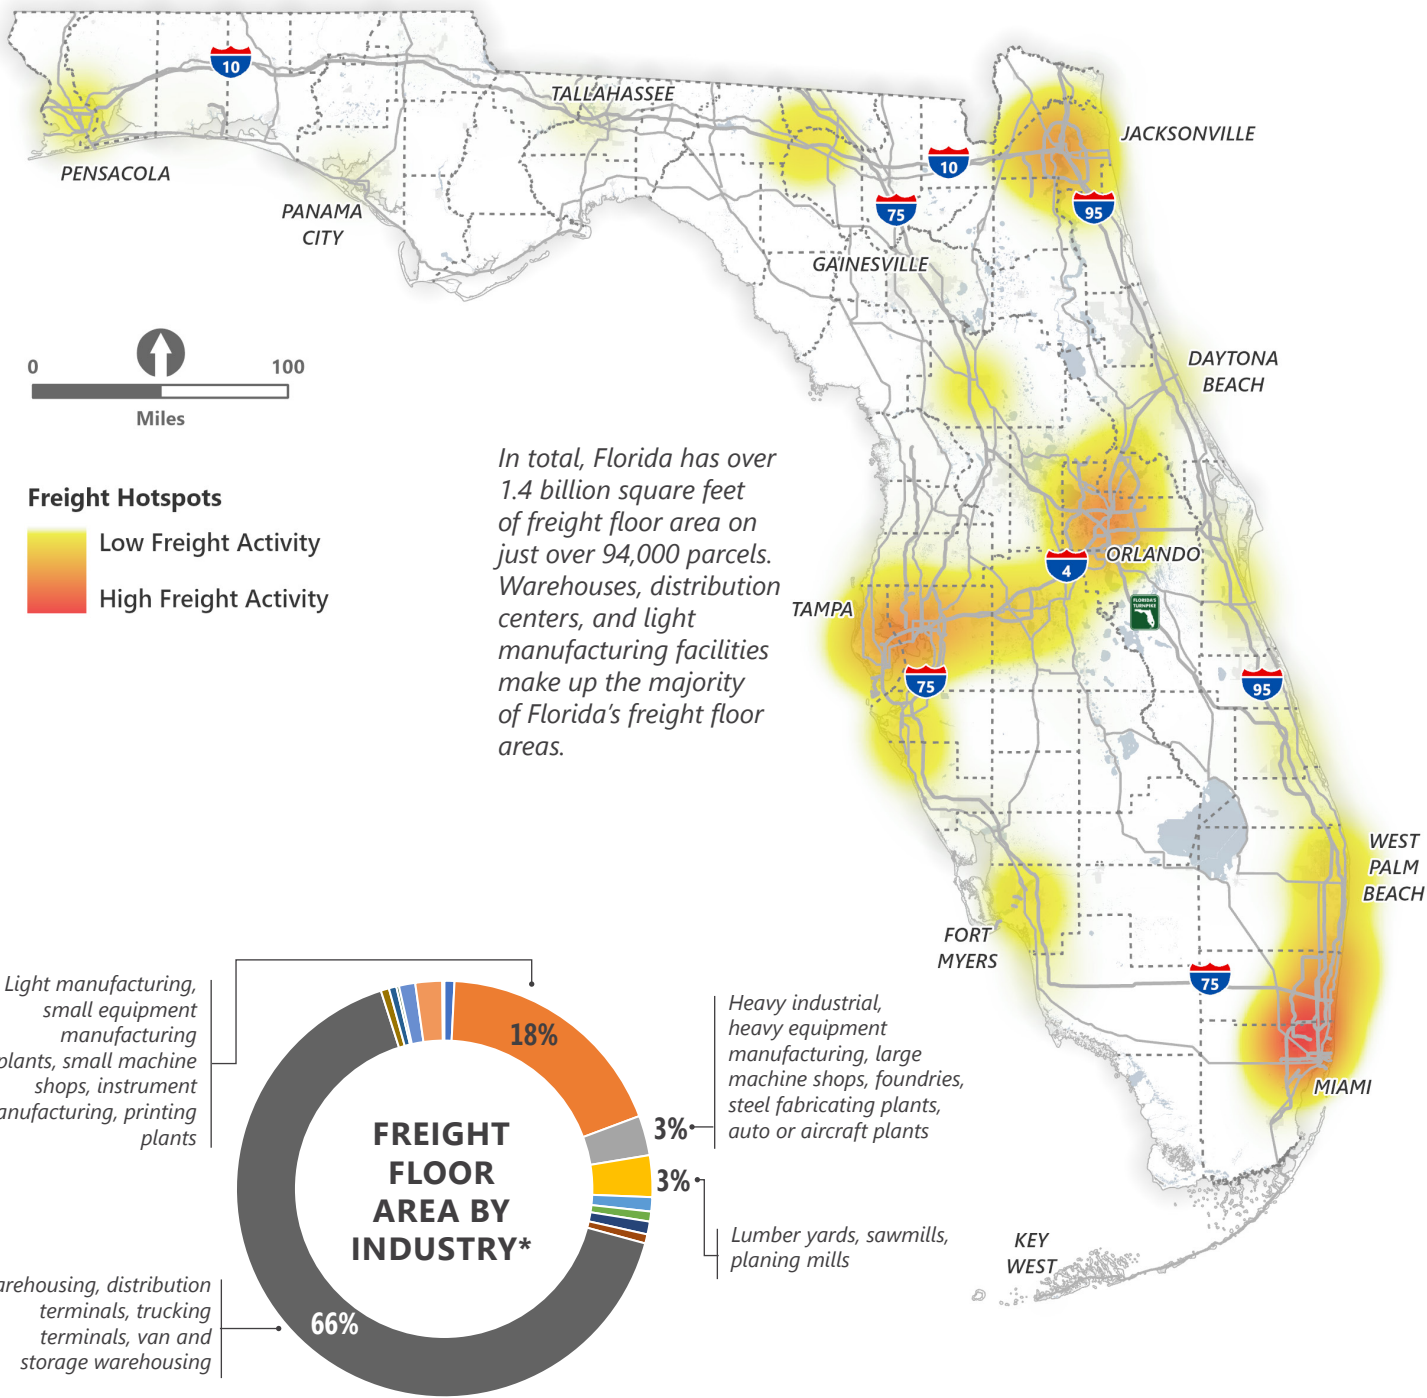 10
TALLAHASSEE
JACKSONVILLE
PENSACOLA
10
75
95
PANAMA
CITY
GAINESVILLE
0
100
Miles
DAYTONA
BEACH
Freight Hotspots
Low Freight Activity
High Freight Activity
In total, Florida has over
1.4 billion square feet
of freight floor area on
just over 94,000 parcels.
Warehouses, distribution
centers, and light
manufacturing facilities
make up the majority
of Florida's freight floor
areas.
ORLANDO
4
TAMPA
FLORIDA'S
TURNPIKE
75
95
WEST
PALM
BEACH
FORT
MYERS
75
MIAMI
KEY
WEST
Light manufacturing,
small equipment
manufacturing
plants, small machine
shops, instrument
anufacturing, printing
plants
18%
Heavy industrial,
heavy equipment
manufacturing, large
machine shops, foundries,
steel fabricating plants,
auto or aircraft plants
3%
3%
Lumber yards, sawmills,
planing mills
FREIGHT
FLOOR
AREA BY
INDUSTRY*
arehousing, distribution
terminals, trucking
terminals, van and
storage warehousing
66%